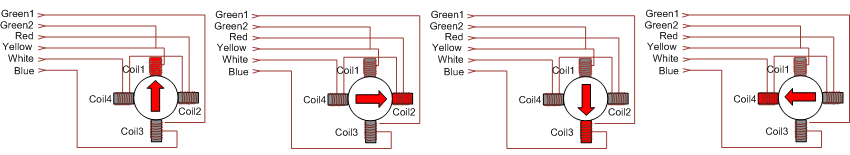 Green1
Green2
Red
Yellow
White
Blue
Coil1
Coil4
Coil2
Coil3
Green1
Green2
Red
Yellow
White
Blue
Coil1
Coil4
Coil2
Coil3
Green1
Green2
Red
Yellow
White
Blue
Coil1
Coil4
Coil2
Coil3
Green1
Green2
Red
Yellow
White
Blue
Coil1
Coil4
Coil2
Coil3